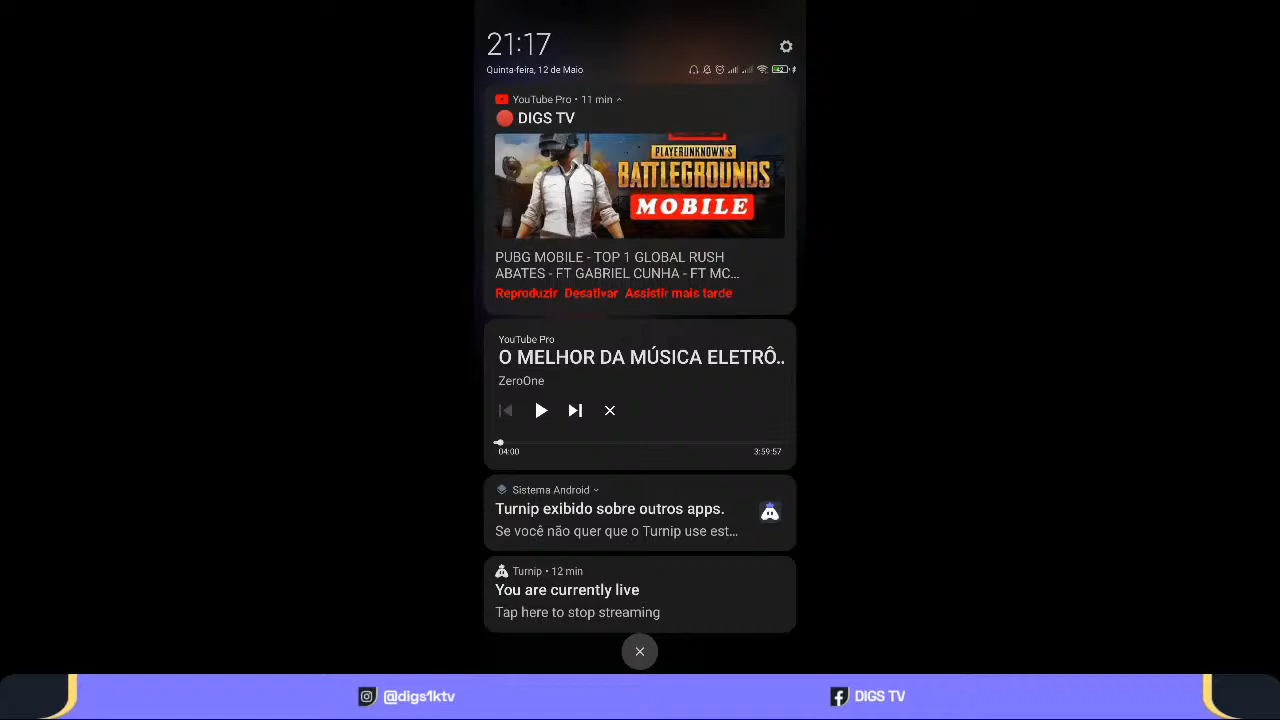 21:17
Quinta-feira, 12 de Maio
42
YouTube Pro • 11 min
DIGS TV
PLAYERUNKNOWN'S
BATTLEGROUNDS
MOBILE
PUBG MOBILE - TOP 1 GLOBAL RUSH
ABATES - FT GABRIEL CUNHA - FT MC...
Reproduzir Desativar Assistir mais tarde
YouTube Pro
O MELHOR DA MÚSICA ELETRÔ..
ZeroOne
04:00 3:59:57
Sistema Android
Turnip exibido sobre outros apps.
Se você não quer que o Turnip use est...
Turnip • 12 min
You are currently live
Tap here to stop streaming
@digs1ktv DIGS TV